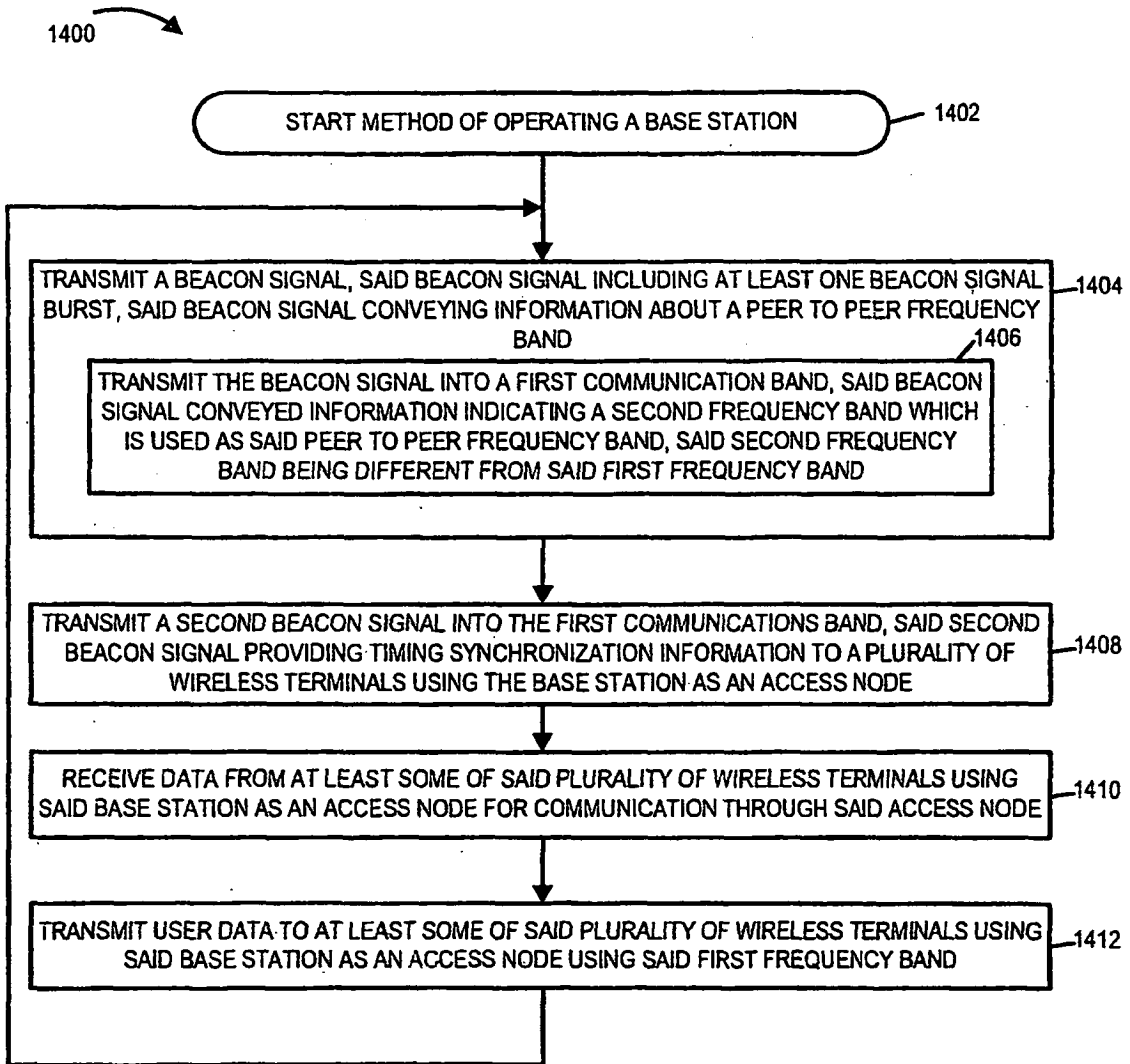 1400
START METHOD OF OPERATING A BASE STATION
1402
TRANSMIT A BEACON SIGNAL, SAID BEACON SIGNAL INCLUDING AT LEAST ONE BEACON SIGNAL
BURST, SAID BEACON SIGNAL CONVEYING INFORMATION ABOUT A PEER TO PEER FREQUENCY
BAND
1404
1406
TRANSMIT THE BEACON SIGNAL INTO A FIRST COMMUNICATION BAND, SAID BEACON
SIGNAL CONVEYED INFORMATION INDICATING A SECOND FREQUENCY BAND WHICH
IS USED AS SAID PEER TO PEER FREQUENCY BAND, SAID SECOND FREQUENCY
BAND BEING DIFFERENT FROM SAID FIRST FREQUENCY BAND
TRANSMIT A SECOND BEACON SIGNAL INTO THE FIRST COMMUNICATIONS BAND, SAID SECOND
BEACON SIGNAL PROVIDING TIMING SYNCHRONIZATION INFORMATION TO A PLURALITY OF
WIRELESS TERMINALS USING THE BASE STATION AS AN ACCESS NODE
1408
RECEIVE DATA FROM AT LEAST SOME OF SAID PLURALITY OF WIRELESS TERMINALS USING
SAID BASE STATION AS AN ACCESS NODE FOR COMMUNICATION THROUGH SAID ACCESS NODE
1410
TRANSMIT USER DATA TO AT LEAST SOME OF SAID PLURALITY OF WIRELESS TERMINALS USING
SAID BASE STATION AS AN ACCESS NODE USING SAID FIRST FREQUENCY BAND
1412